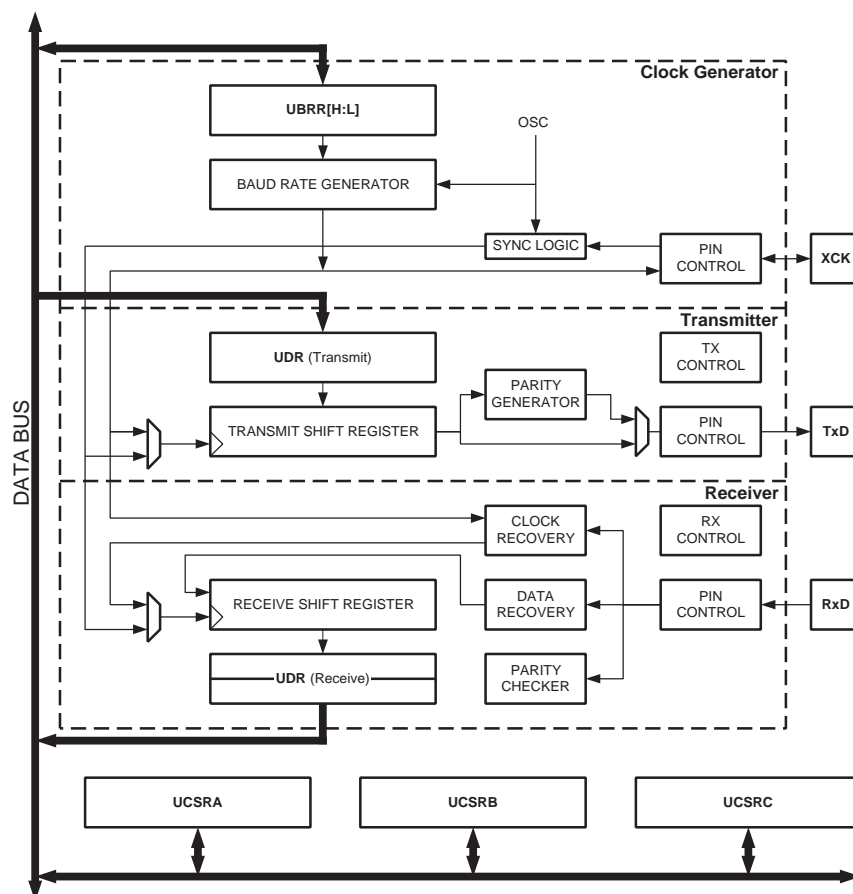 Clock Generator
UBRR[H:L]
OSC
BAUD RATE GENERATOR
SYNC LOGIC
PIN
CONTROL
XCK
Transmitter
UDR (Transmit)
TX
CONTROL
PARITY
GENERATOR
TRANSMIT SHIFT REGISTER
PIN
CONTROL
TxD
DATA BUS
Receiver
CLOCK
RECOVERY
RX
CONTROL
RECEIVE SHIFT REGISTER
DATA
RECOVERY
PIN
CONTROL
RxD
UDR (Receive)
PARITY
CHECKER
UCSRA
UCSRB
UCSRC